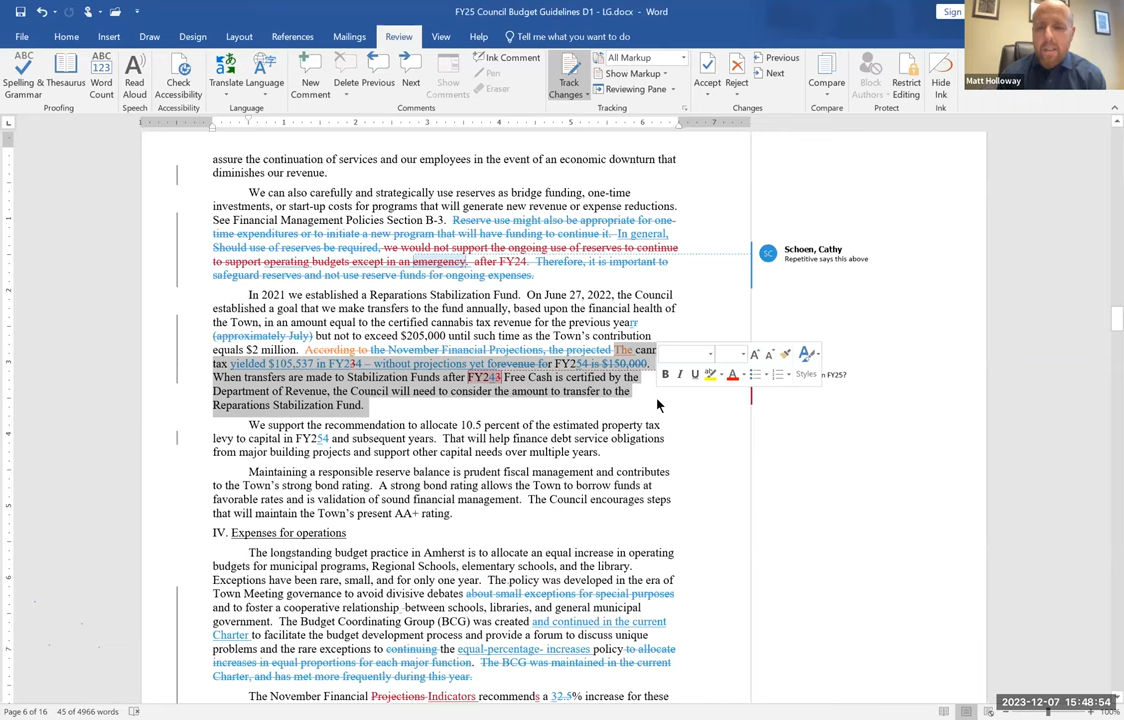 FY25 Council Budget Guidelines D1 - LG.docx - Word
Sign
File Home Insert Draw Design Layout References Mailings Review View Help Tell me what you want to do
Matt Holloway
Spelling & Grammar
Thesaurus
Word Count
Proofing
Read Aloud
Speech
Check Accessibility
Accessibility
Translate
Language
Language
New Comment
Delete
Previous
Next
Show Comments
Ink Comment
Pen
Eraser
Comments
Track Changes
All Markup
Show Markup
Reviewing Pane
Tracking
Accept
Reject
Previous
Next
Changes
Compare
Compare
Block Authors
Restrict Editing
Protect
Hide Ink
Ink
assure the continuation of services and our employees in the event of an economic downturn that
diminishes our revenue.
We can also carefully and strategically use reserves as bridge funding, one-time
investments, or start-up costs for programs that will generate new revenue or expense reductions.
See Financial Management Policies Section B-3. Reserve use might also be appropriate for one-
time expenditures or to initiate a new program that will have funding to continue it. In general,
Should use of reserves be required, we would not support the ongoing use of reserves to continue
to support operating budgets except in an emergency. after FY24. Therefore, it is important to
safeguard reserves and not use reserve funds for ongoing expenses.
Schoen, Cathy
Repetitive says this above
In 2021 we established a Reparations Stabilization Fund. On June 27, 2022, the Council
established a goal that we make transfers to the fund annually, based upon the financial health of
the Town, in an amount equal to the certified cannabis tax revenue for the previous year
(approximately July) but not to exceed $205,000 until such time as the Town's contribution
equals $2 million. According to the November Financial Projections, the projected The cann
tax yielded $105,537 in FY234 – without projections yet forevenue for FY254 is $150,000.
When transfers are made to Stabilization Funds after FY243 Free Cash is certified by the
Department of Revenue, the Council will need to consider the amount to transfer to the
Reparations Stabilization Fund.
Styles
n FY25?
We support the recommendation to allocate 10.5 percent of the estimated property tax
levy to capital in FY254 and subsequent years. That will help finance debt service obligations
from major building projects and support other capital needs over multiple years.
Maintaining a responsible reserve balance is prudent fiscal management and contributes
to the Town's strong bond rating. A strong bond rating allows the Town to borrow funds at
favorable rates and is validation of sound financial management. The Council encourages steps
that will maintain the Town's present AA+ rating.
IV. Expenses for operations
The longstanding budget practice in Amherst is to allocate an equal increase in operating
budgets for municipal programs, Regional Schools, elementary schools, and the library.
Exceptions have been rare, small, and for only one year. The policy was developed in the era of
Town Meeting governance to avoid divisive debates about small exceptions for special purposes
and to foster a cooperative relationship between schools, libraries, and general municipal
government. The Budget Coordinating Group (BCG) was created and continued in the current
Charter to facilitate the budget development process and provide a forum to discuss unique
problems and the rare exceptions to continuing the equal-percentage- increases policy to allocate
increases in equal proportions for each major function. The BCG was maintained in the current
Charter, and has met more frequently during this year.
The November Financial Projections Indicators recommends a 32.5% increase for these
Page 6 of 16 45 of 4966 words
2023-12-07 15:48:54
100%